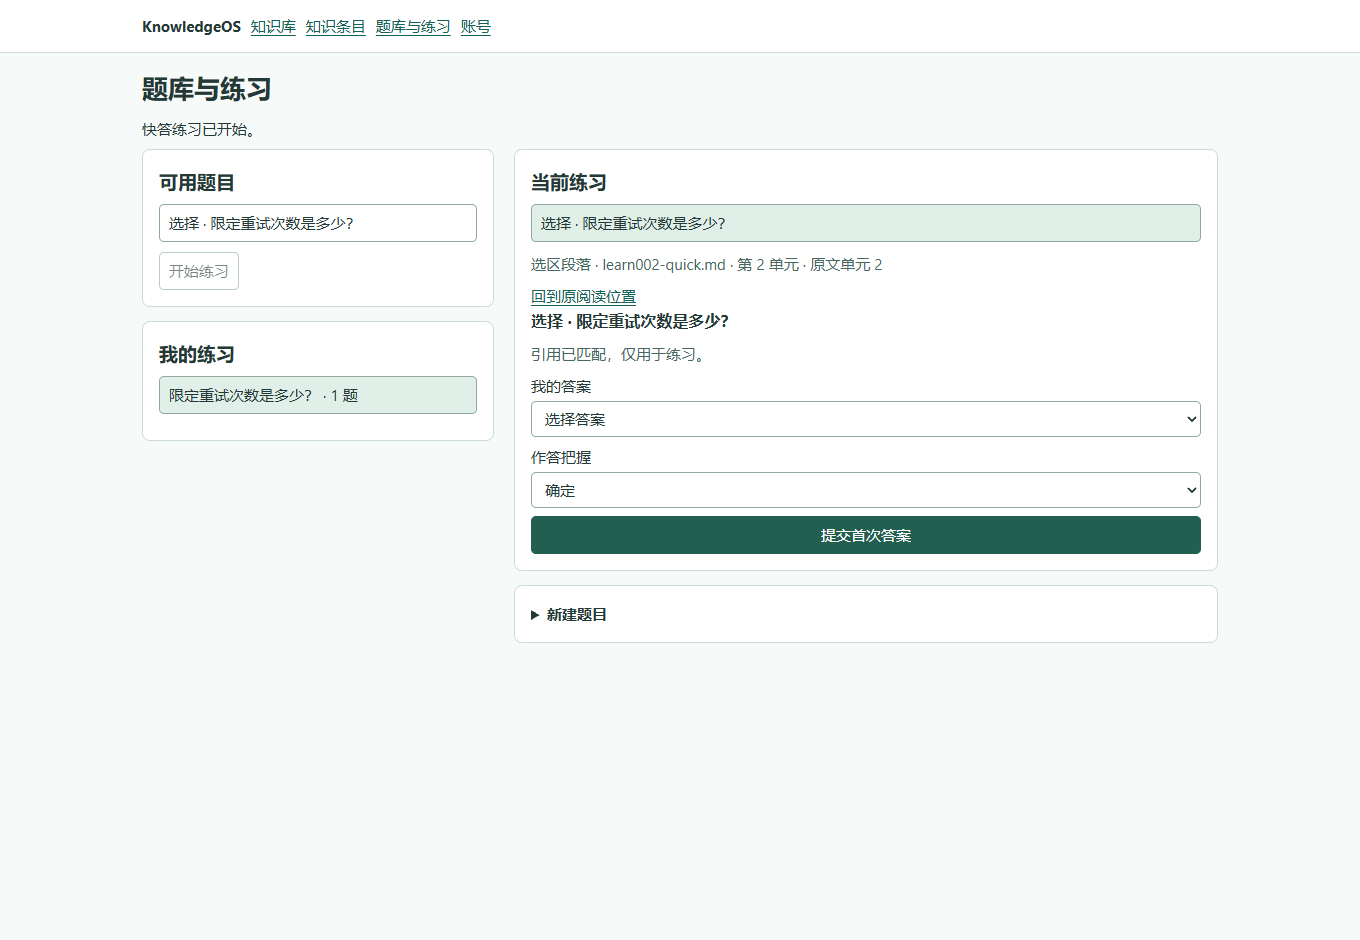 KnowledgeOS 知识库 知识条目 题库与练习 账号
题库与练习
快答练习已开始。
可用题目
选择 · 限定重试次数是多少？
开始练习
我的练习
限定重试次数是多少？ · 1 题
当前练习
选择 · 限定重试次数是多少？
选区段落 · learn002-quick.md · 第 2 单元 · 原文单元 2
回到原阅读位置
选择 · 限定重试次数是多少？
引用已匹配，仅用于练习。
我的答案
选择答案
作答把握
确定
提交首次答案
新建题目